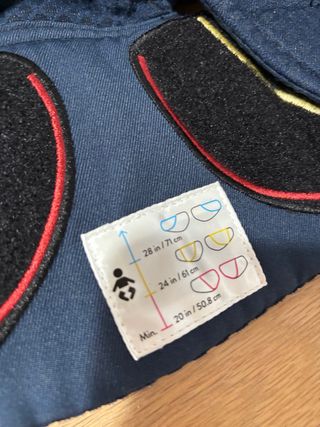 28 in / 71 cm
24 in / 61 cm
Min. 20 in / 50.8 cm